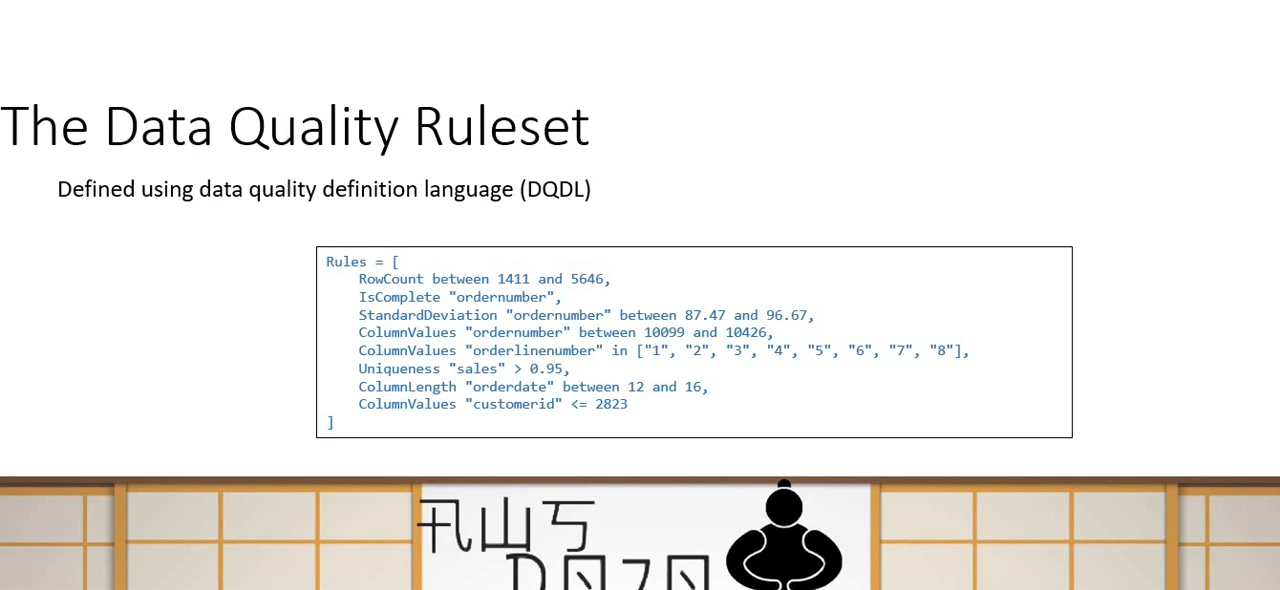 The Data Quality Ruleset
Defined using data quality definition language (DQDL)
Rules = [
RowCount between 1411 and 5646,
IsComplete "ordernumber",
StandardDeviation "ordernumber" between 87.47 and 96.67,
ColumnValues "ordernumber" between 10099 and 10426,
ColumnValues "orderlinenumber" in ["1", "2", "3", "4", "5", "6", "7", "8"],
Uniqueness "sales" > 0.95,
ColumnLength "orderdate" between 12 and 16,
ColumnValues "customerid" <= 2823
]